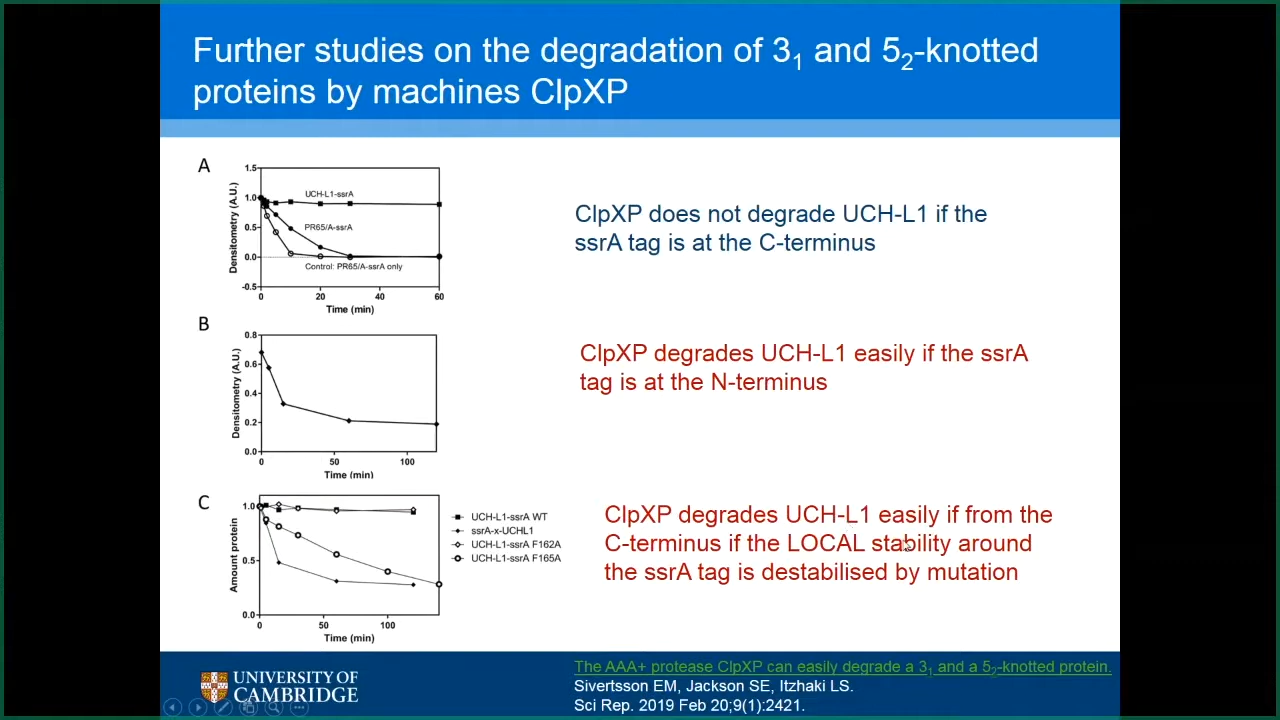 Further studies on the degradation of 3₁ and 5₂-knotted
proteins by machines ClpXP
A
1.5
1.0
0.5
0.0
-0.5
Densitometry (A.U.)
UCH-L1-ssrA
PR65/A-ssrA
Control: PR65/A-ssrA only
0 20 40 60
Time (min)
ClpXP does not degrade UCH-L1 if the
ssrA tag is at the C-terminus
B
0.8
0.6
0.4
0.2
0.0
Densitometry (A.U.)
0 50 100
Time (min)
ClpXP degrades UCH-L1 easily if the ssrA
tag is at the N-terminus
C
1.0
0.5
0.0
Amount protein
0 50 100
Time (min)
UCH-L1-ssrA WT
ssrA-x-UCHL1
UCH-L1-ssrA F162A
UCH-L1-ssrA F165A
ClpXP degrades UCH-L1 easily if from the
C-terminus if the LOCAL stability around
the ssrA tag is destabilised by mutation
UNIVERSITY OF
CAMBRIDGE
The AAA+ protease ClpXP can easily degrade a 3₁ and a 5₂-knotted protein.
Sivertsson EM, Jackson SE, Itzhaki LS.
Sci Rep. 2019 Feb 20;9(1):2421.